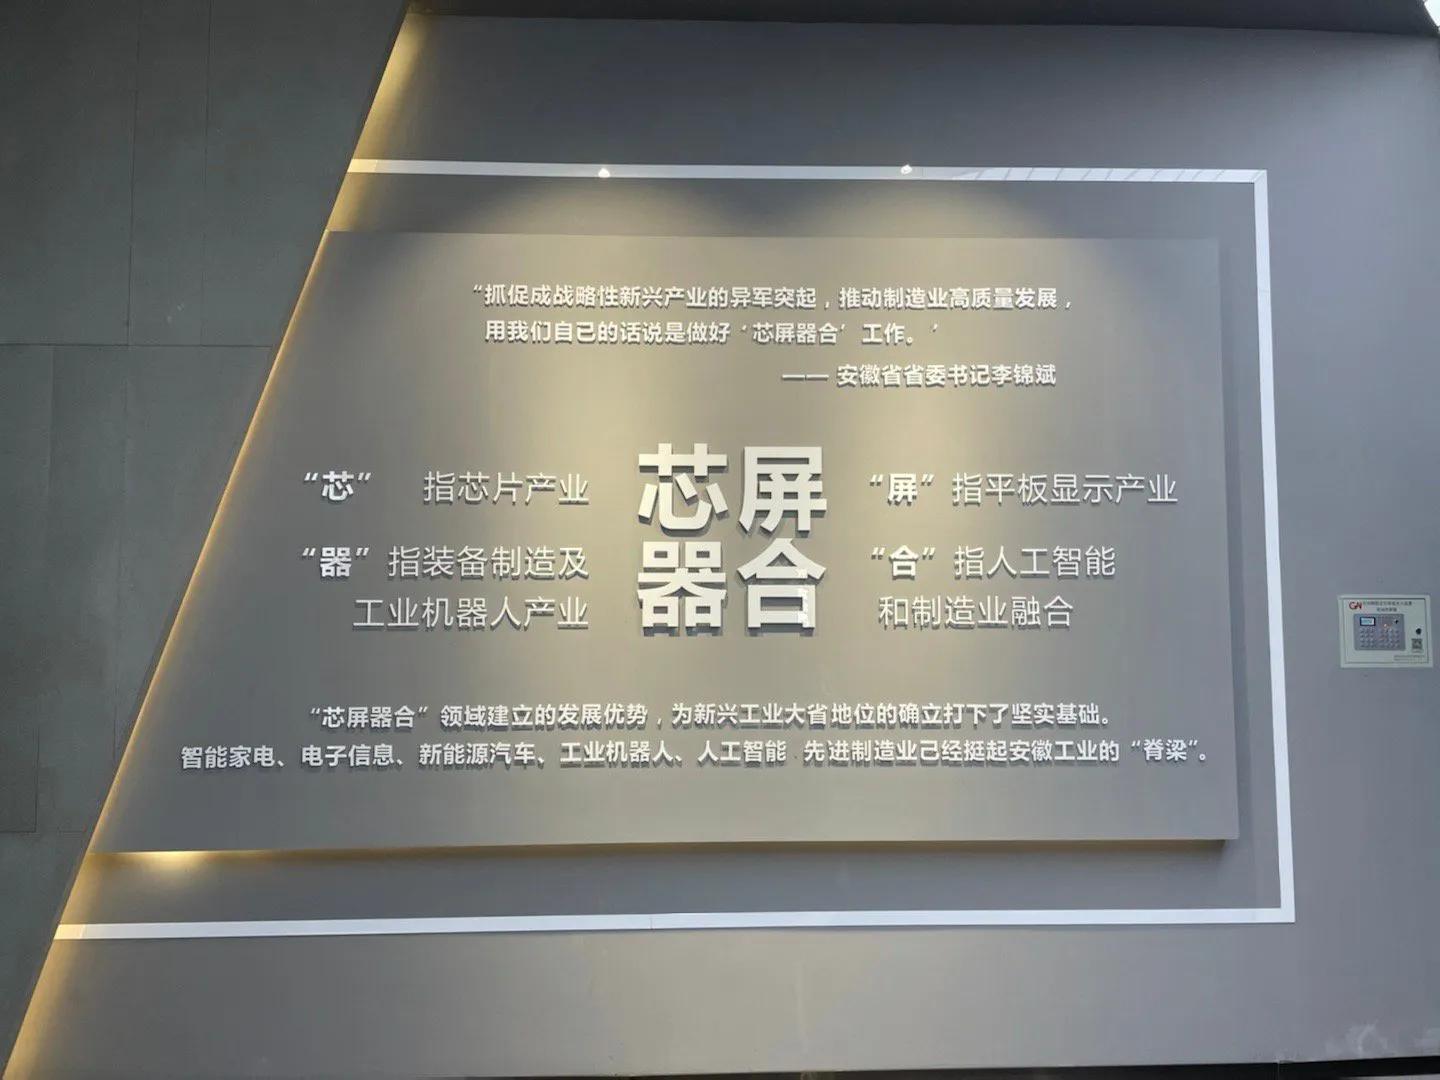 “抓促成战略性新兴产业的异军突起，推动制造业高质量发展，
用我们自己的话说是做好‘芯屏器合’工作。’
—— 安徽省省委书记李锦斌
芯屏
器合
“芯” 指芯片产业
“屏” 指平板显示产业
“器” 指装备制造及
工业机器人产业
“合” 指人工智能
和制造业融合
“芯屏器合”领域建立的发展优势，为新兴工业大省地位的确立打下了坚实基础。
智能家电、电子信息、新能源汽车、工业机器人、人工智能 先进制造业己经挺起安徽工业的“脊梁”。